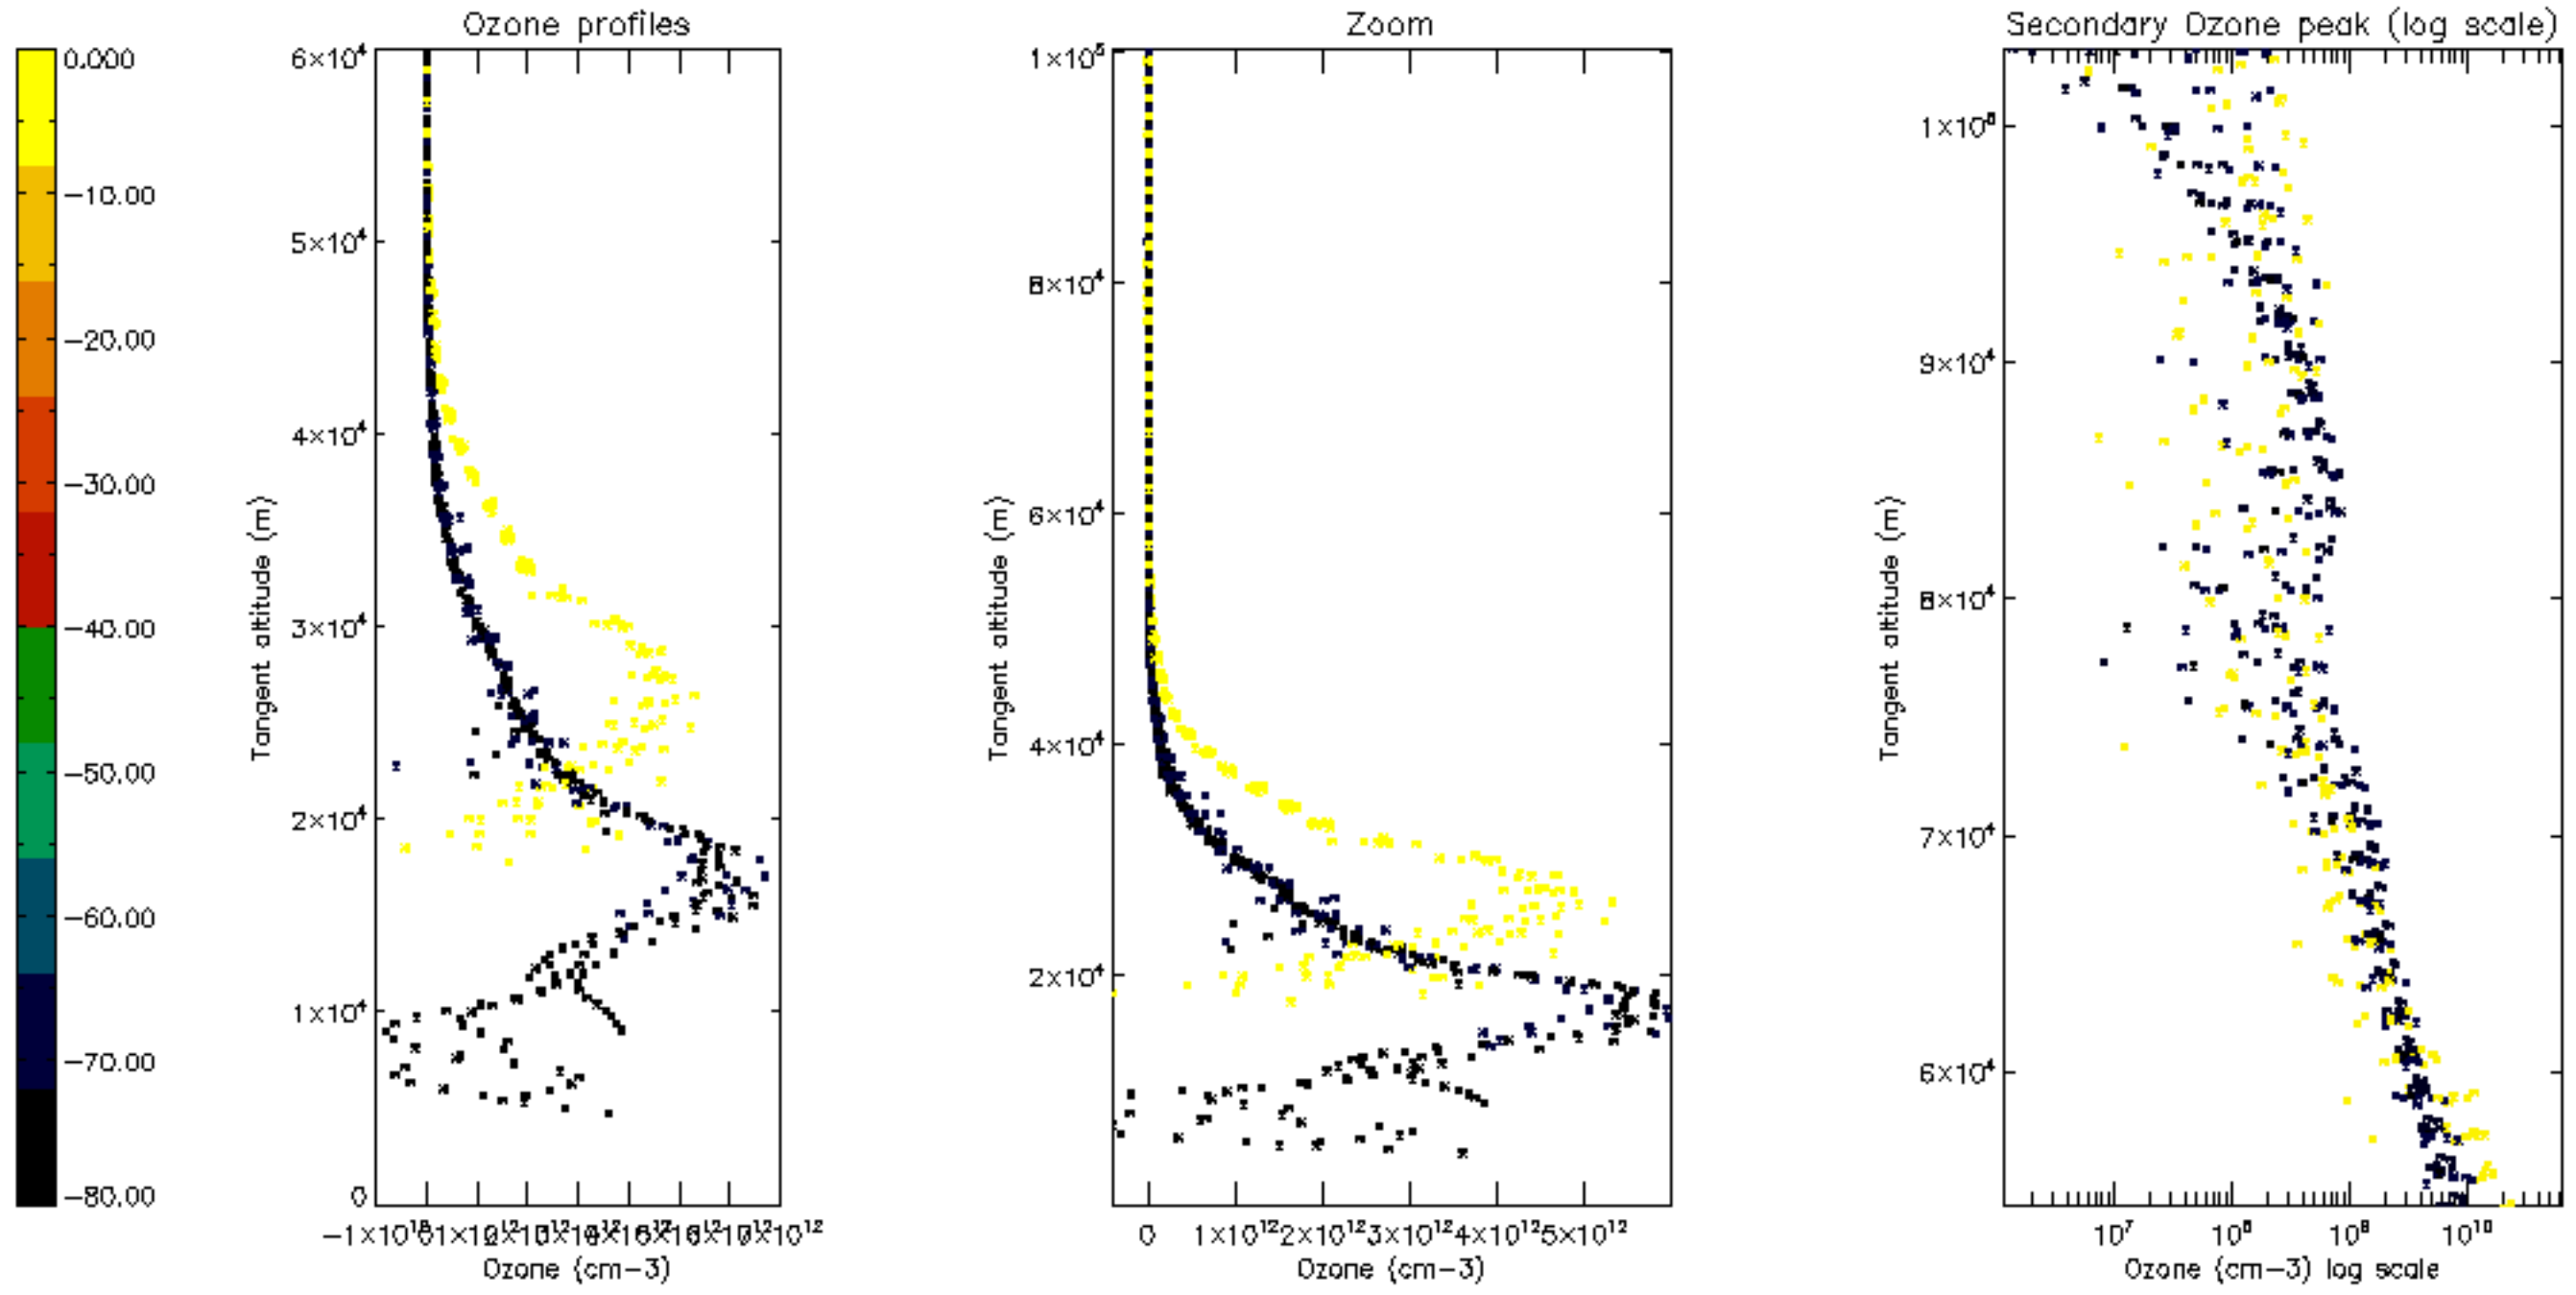 Ozone profiles
Zoom
Secondary Ozone peak (log scale)
0.000
−10.00
−20.00
−30.00
−40.00
−50.00
−60.00
−70.00
−80.00
6×10⁴
5×10⁴
4×10⁴
3×10⁴
2×10⁴
1×10⁴
0
Tangent altitude (m)
Ozone (cm−3)
1×10⁵
8×10⁴
6×10⁴
4×10⁴
2×10⁴
Tangent altitude (m)
0 1×10¹² 2×10¹² 3×10¹² 4×10¹² 5×10¹²
Ozone (cm−3)
9×10⁴
8×10⁴
7×10⁴
6×10⁴
Tangent altitude (m)
10⁷ 10¹⁰
Ozone (cm−3) log scale